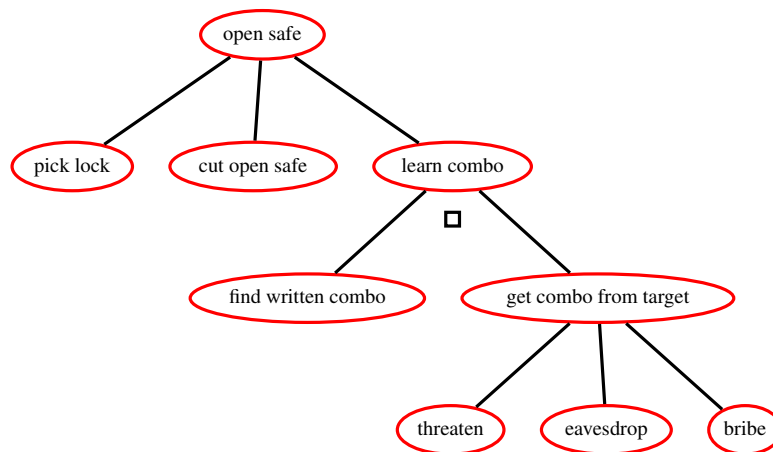 open safe
pick lock
cut open safe
learn combo
find written combo
get combo from target
threaten
eavesdrop
bribe